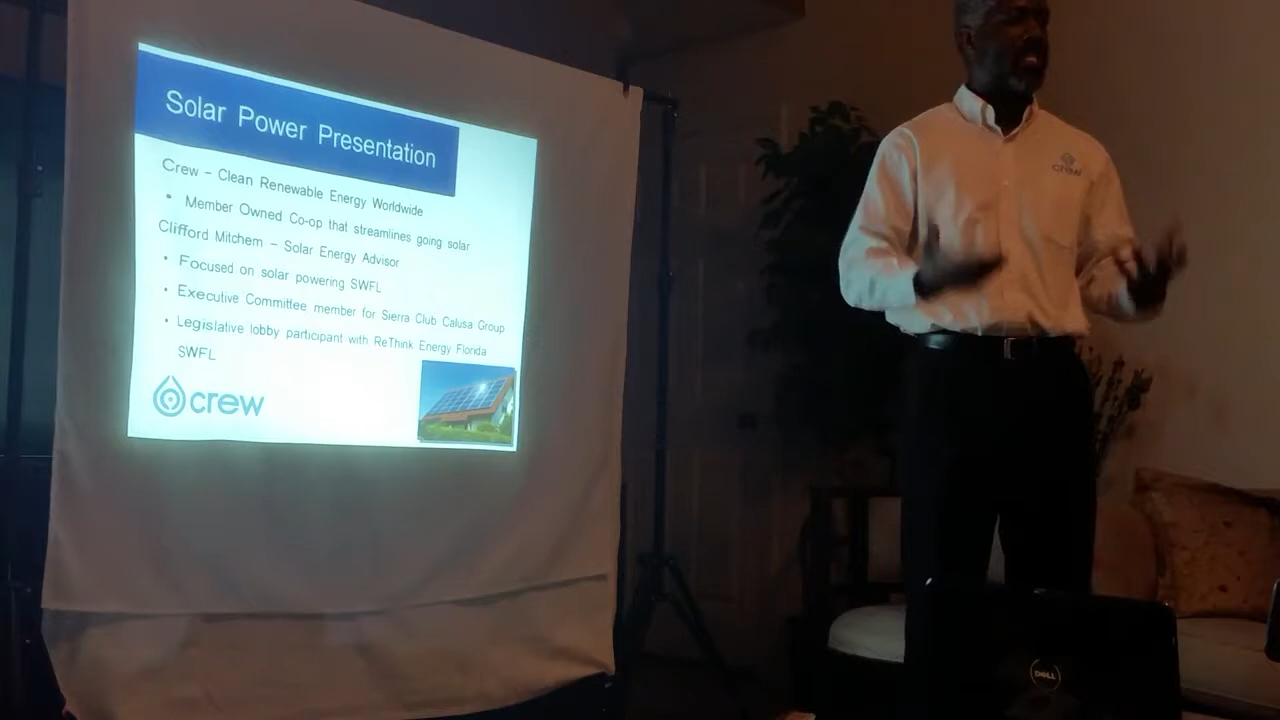 Solar Power Presentation
Crew – Clean Renewable Energy Worldwide
• Member Owned Co-op that streamlines going solar
Clifford Mitchem – Solar Energy Advisor
• Focused on solar powering SWFL
• Executive Committee member for Sierra Club Calusa Group
• Legislative lobby participant with ReThink Energy Florida
SWFL
crew
crew
DELL